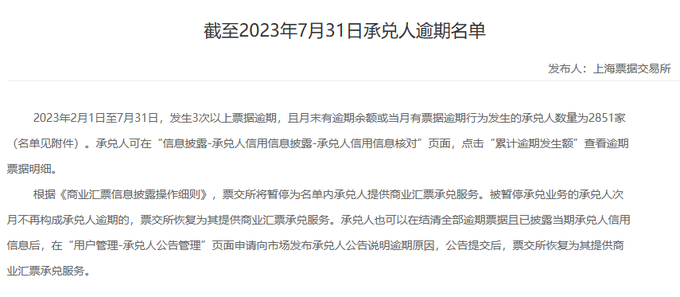 截至2023年7月31日承兑人逾期名单
发布人：上海票据交易所
2023年2月1日至7月31日，发生3次以上票据逾期，且月末有逾期余额或当月有票据逾期行为发生的承兑人数量为2851家
（名单见附件）。承兑人可在“信息披露-承兑人信用信息披露-承兑人信用信息核对”页面，点击“累计逾期发生额”查看逾期
票据明细。
根据《商业汇票信息披露操作细则》，票交所将暂停为名单内承兑人提供商业汇票承兑服务。被暂停承兑业务的承兑人次
月不再构成承兑人逾期的，票交所恢复为其提供商业汇票承兑服务。承兑人也可以在结清全部逾期票据且已披露当期承兑人信用
信息后，在“用户管理-承兑人公告管理”页面申请向市场发布承兑人公告说明逾期原因，公告提交后，票交所恢复为其提供商
业汇票承兑服务。